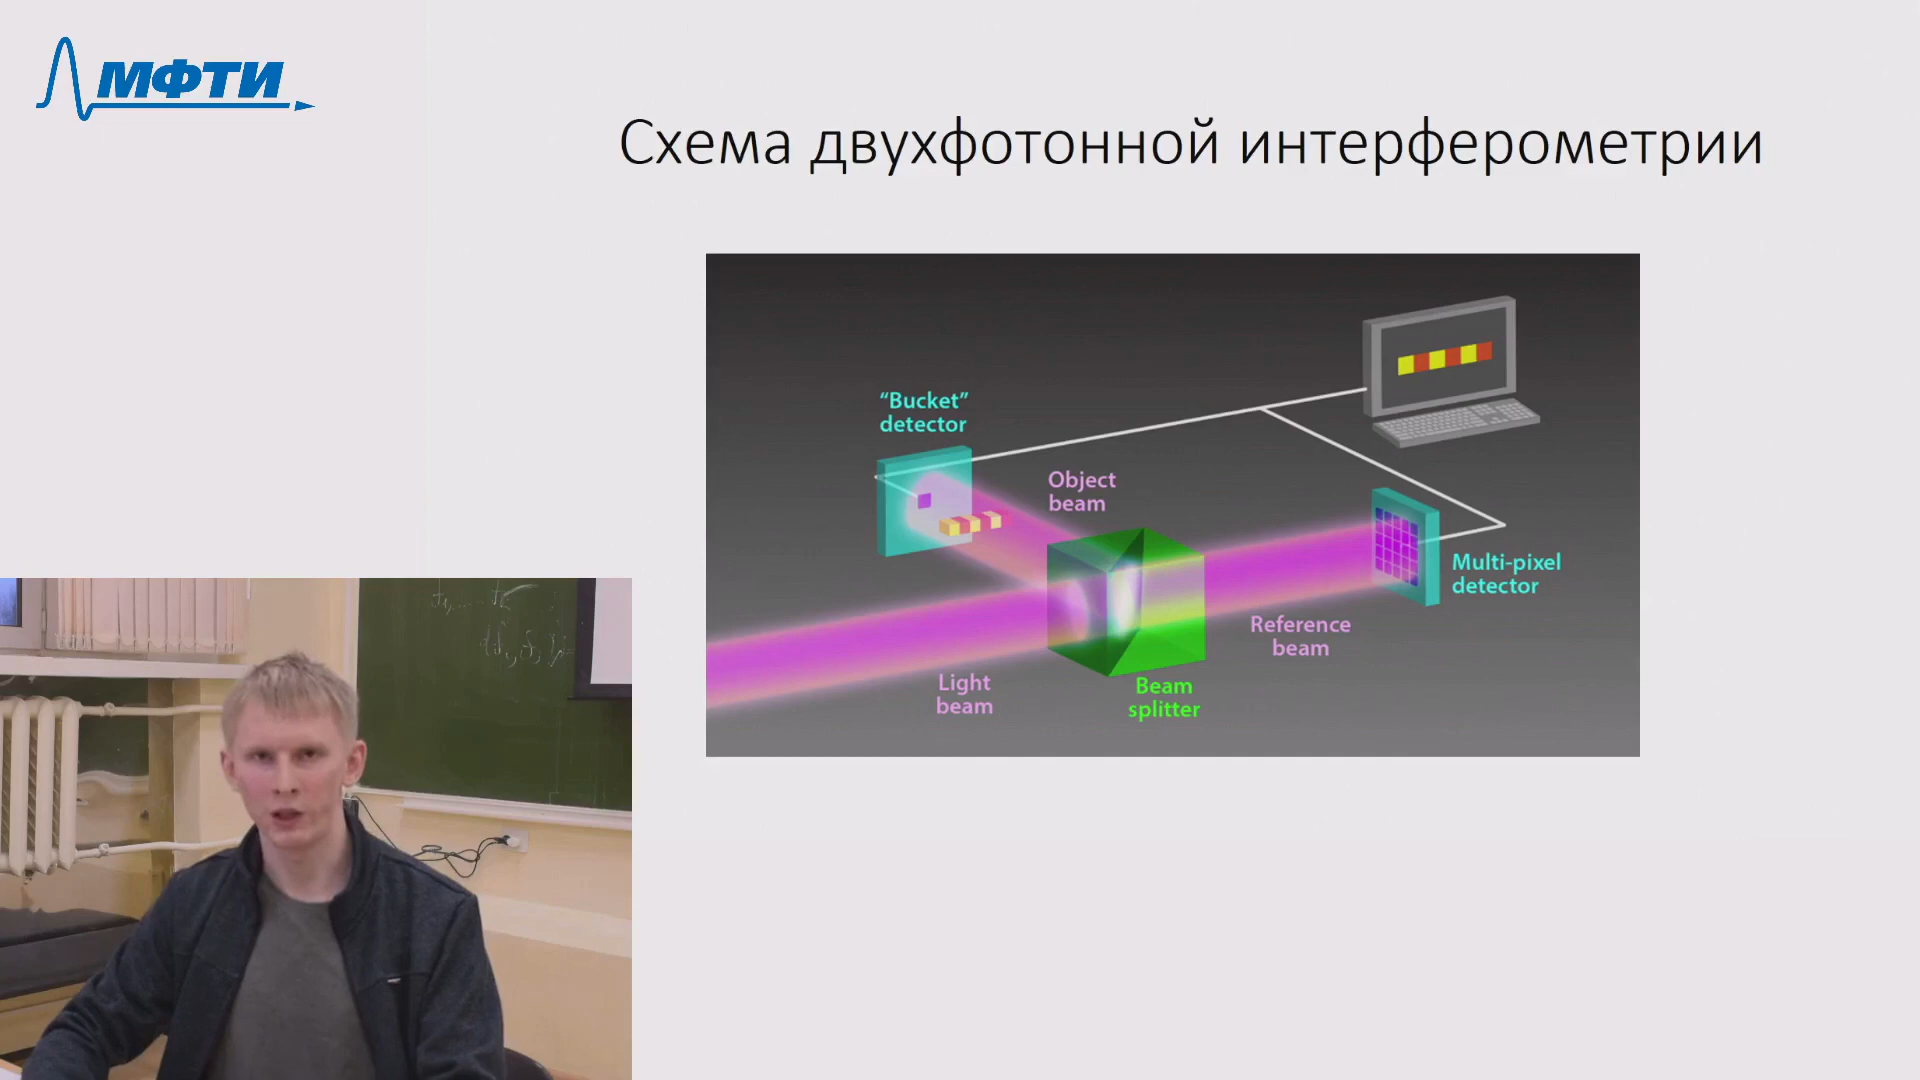 МФТИ
Схема двухфотонной интерферометрии
“Bucket”
detector
Object
beam
Multi-pixel
detector
Reference
beam
Light
beam
Beam
splitter